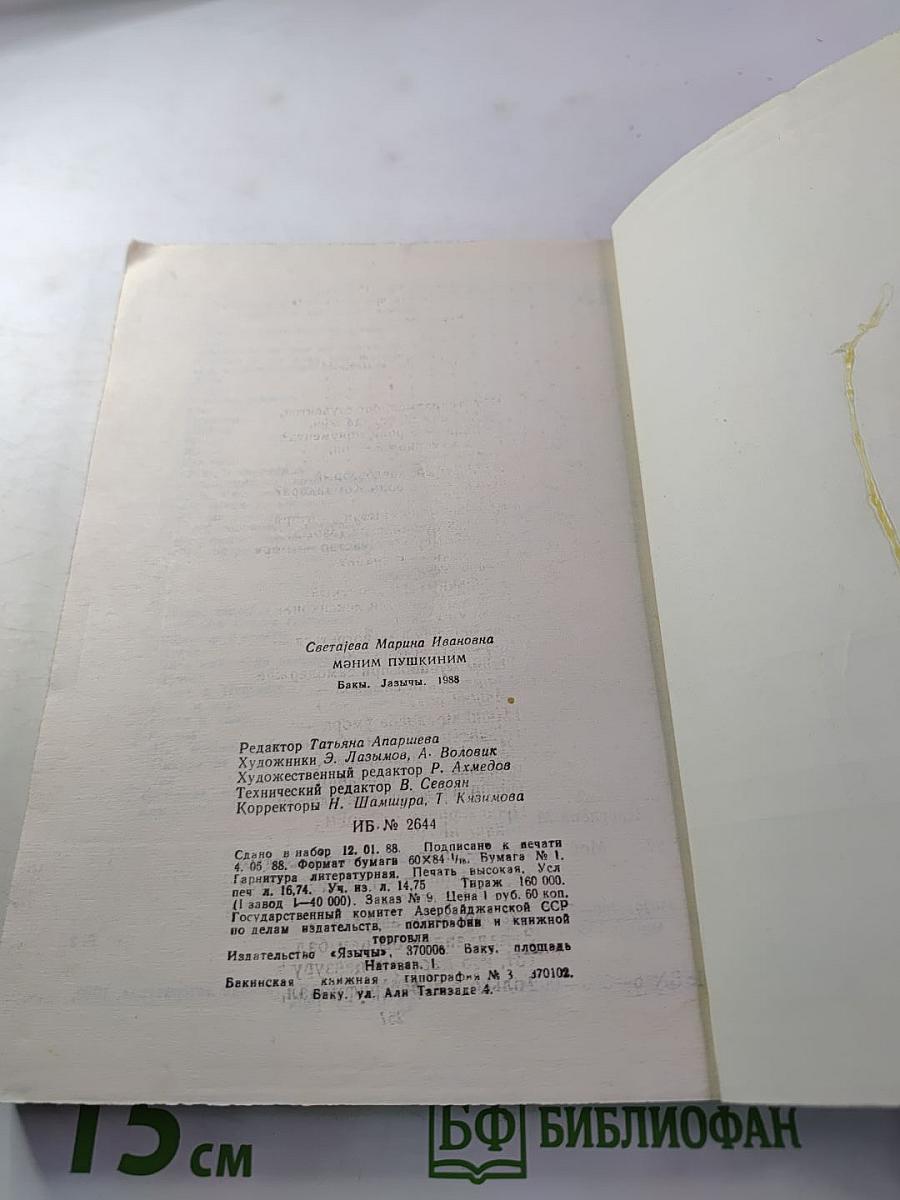 Светајева Марина Ивановна
МӘНИМ ПУШКИНИМ
Бакы. Јазычы. 1988
Редактор Татьяна Апаршева
Художники Э. Лазымов, А. Воловик
Художественный редактор Р. Ахмедов
Технический редактор В. Севоян
Корректоры Н. Шамшура, Т. Кязимова
ИБ № 2644
Сдано в набор 12. 01. 88. Подписано к печати
4. 05. 88. Формат бумаги 60×84 1/16. Бумага № 1.
Гарнитура литературная. Печать высокая. Усл
печ л. 16,74. Уч. из. л. 14,75 Тираж 160 000.
(I завод 1—40 000). Заказ № 9. Цена 1 руб. 60 коп.
Государственный комитет Азербайджанской ССР
по делам издательств, полиграфии и книжной
торговли
Издательство «Язычы», 370006 Баку. площадь
Натаван, 1.
Бакинская книжная типография № 3 370102.
Баку. ул. Али Тагизаде 4.
15 см
БФ БИБЛИОФАН